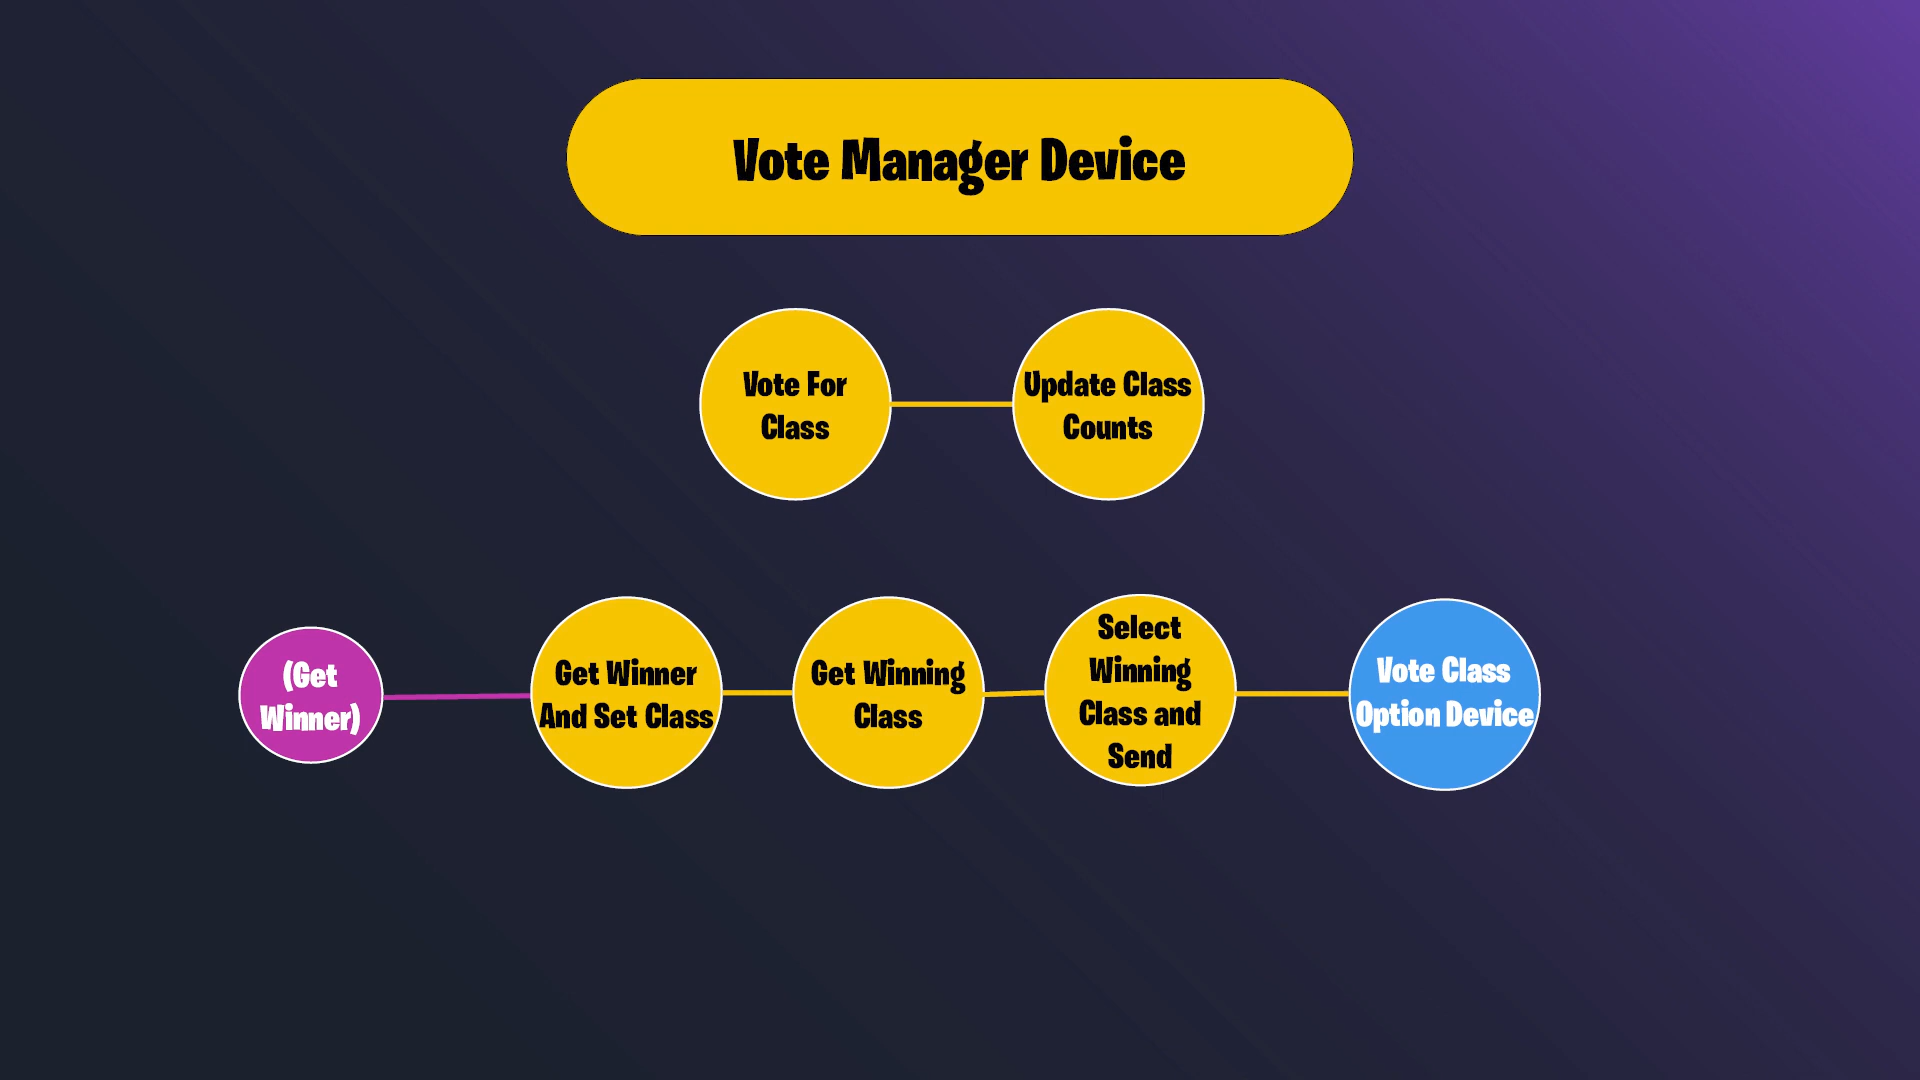 Vote Manager Device
Vote For
Class
Update Class
Counts
(Get
Winner)
Get Winner
And Set Class
Get Winning
Class
Select
Winning
Class and
Send
Vote Class
Option Device